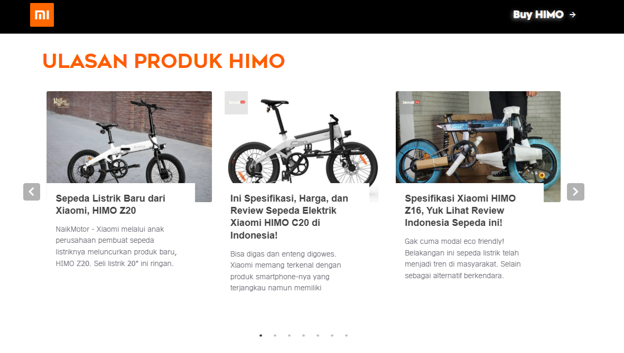 mi
Buy HIMO →
ULASAN PRODUK HIMO
Sepeda Listrik Baru dari
Xiaomi, HIMO Z20
NaikMotor - Xiaomi melalui anak
perusahaan pembuat sepeda
listriknya meluncurkan produk baru,
HIMO Z20. Seli listrik 20” ini ringan.
Ini Spesifikasi, Harga, dan
Review Sepeda Elektrik
Xiaomi HIMO C20 di
Indonesia!
Bisa digas dan enteng digowes.
Xiaomi memang terkenal dengan
produk smartphone-nya yang
terjangkau namun memiliki
Spesifikasi Xiaomi HIMO
Z16, Yuk Lihat Review
Indonesia Sepeda ini!
Gak cuma modal eco friendly!
Belakangan ini sepeda listrik telah
menjadi tren di masyarakat. Selain
sebagai alternatif berkendara.